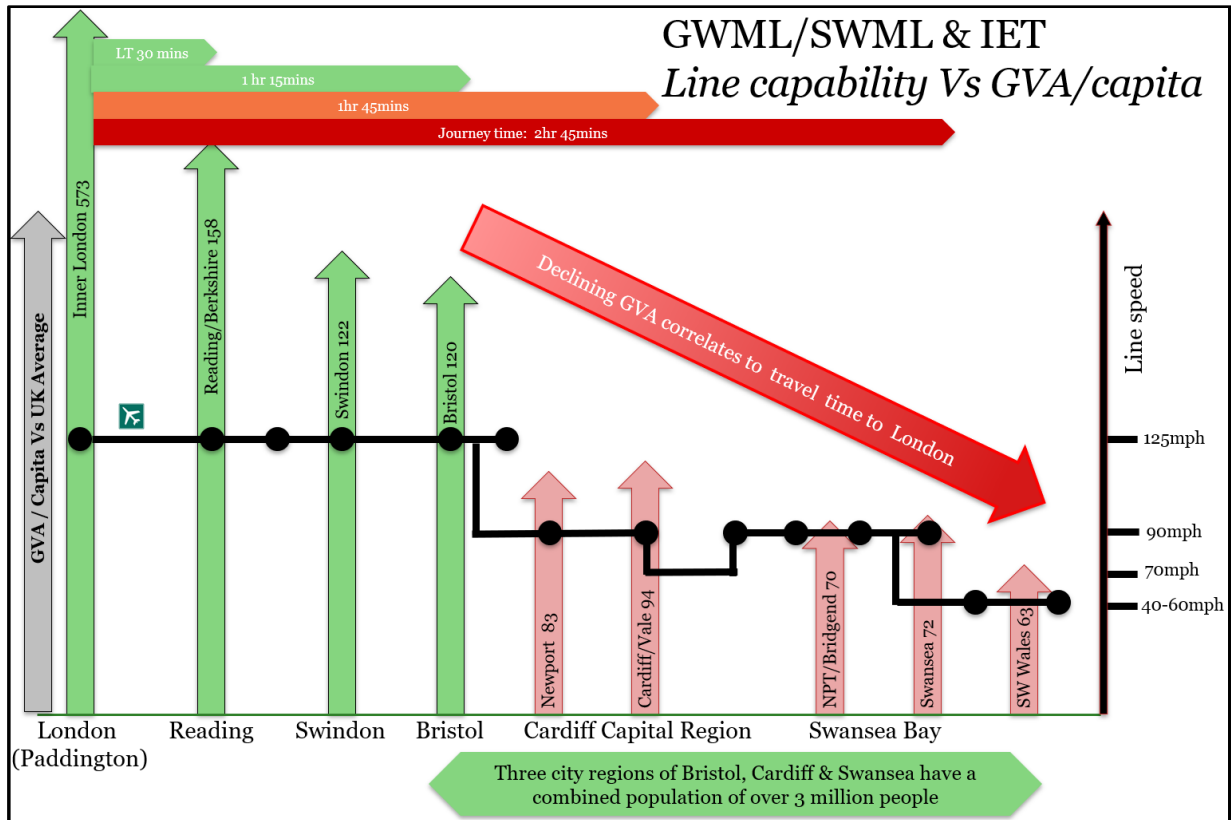 GWML/SWML & IET
Line capability Vs GVA/capita
LT 30 mins
1 hr 15mins
1hr 45mins
Journey time:  2hr 45mins
GVA / Capita Vs UK Average
Inner London 573
Reading/Berkshire 158
Swindon 122
Bristol 120
Newport  83
Cardiff/Vale 94
NPT/Bridgend 70
Swansea 72
SW Wales 63
Declining GVA correlates to travel time to London
Line speed
125mph
90mph
70mph
40-60mph
London
(Paddington)
Reading
Swindon
Bristol
Cardiff Capital Region
Swansea Bay
Three city regions of Bristol, Cardiff & Swansea have a
combined population of over 3 million people